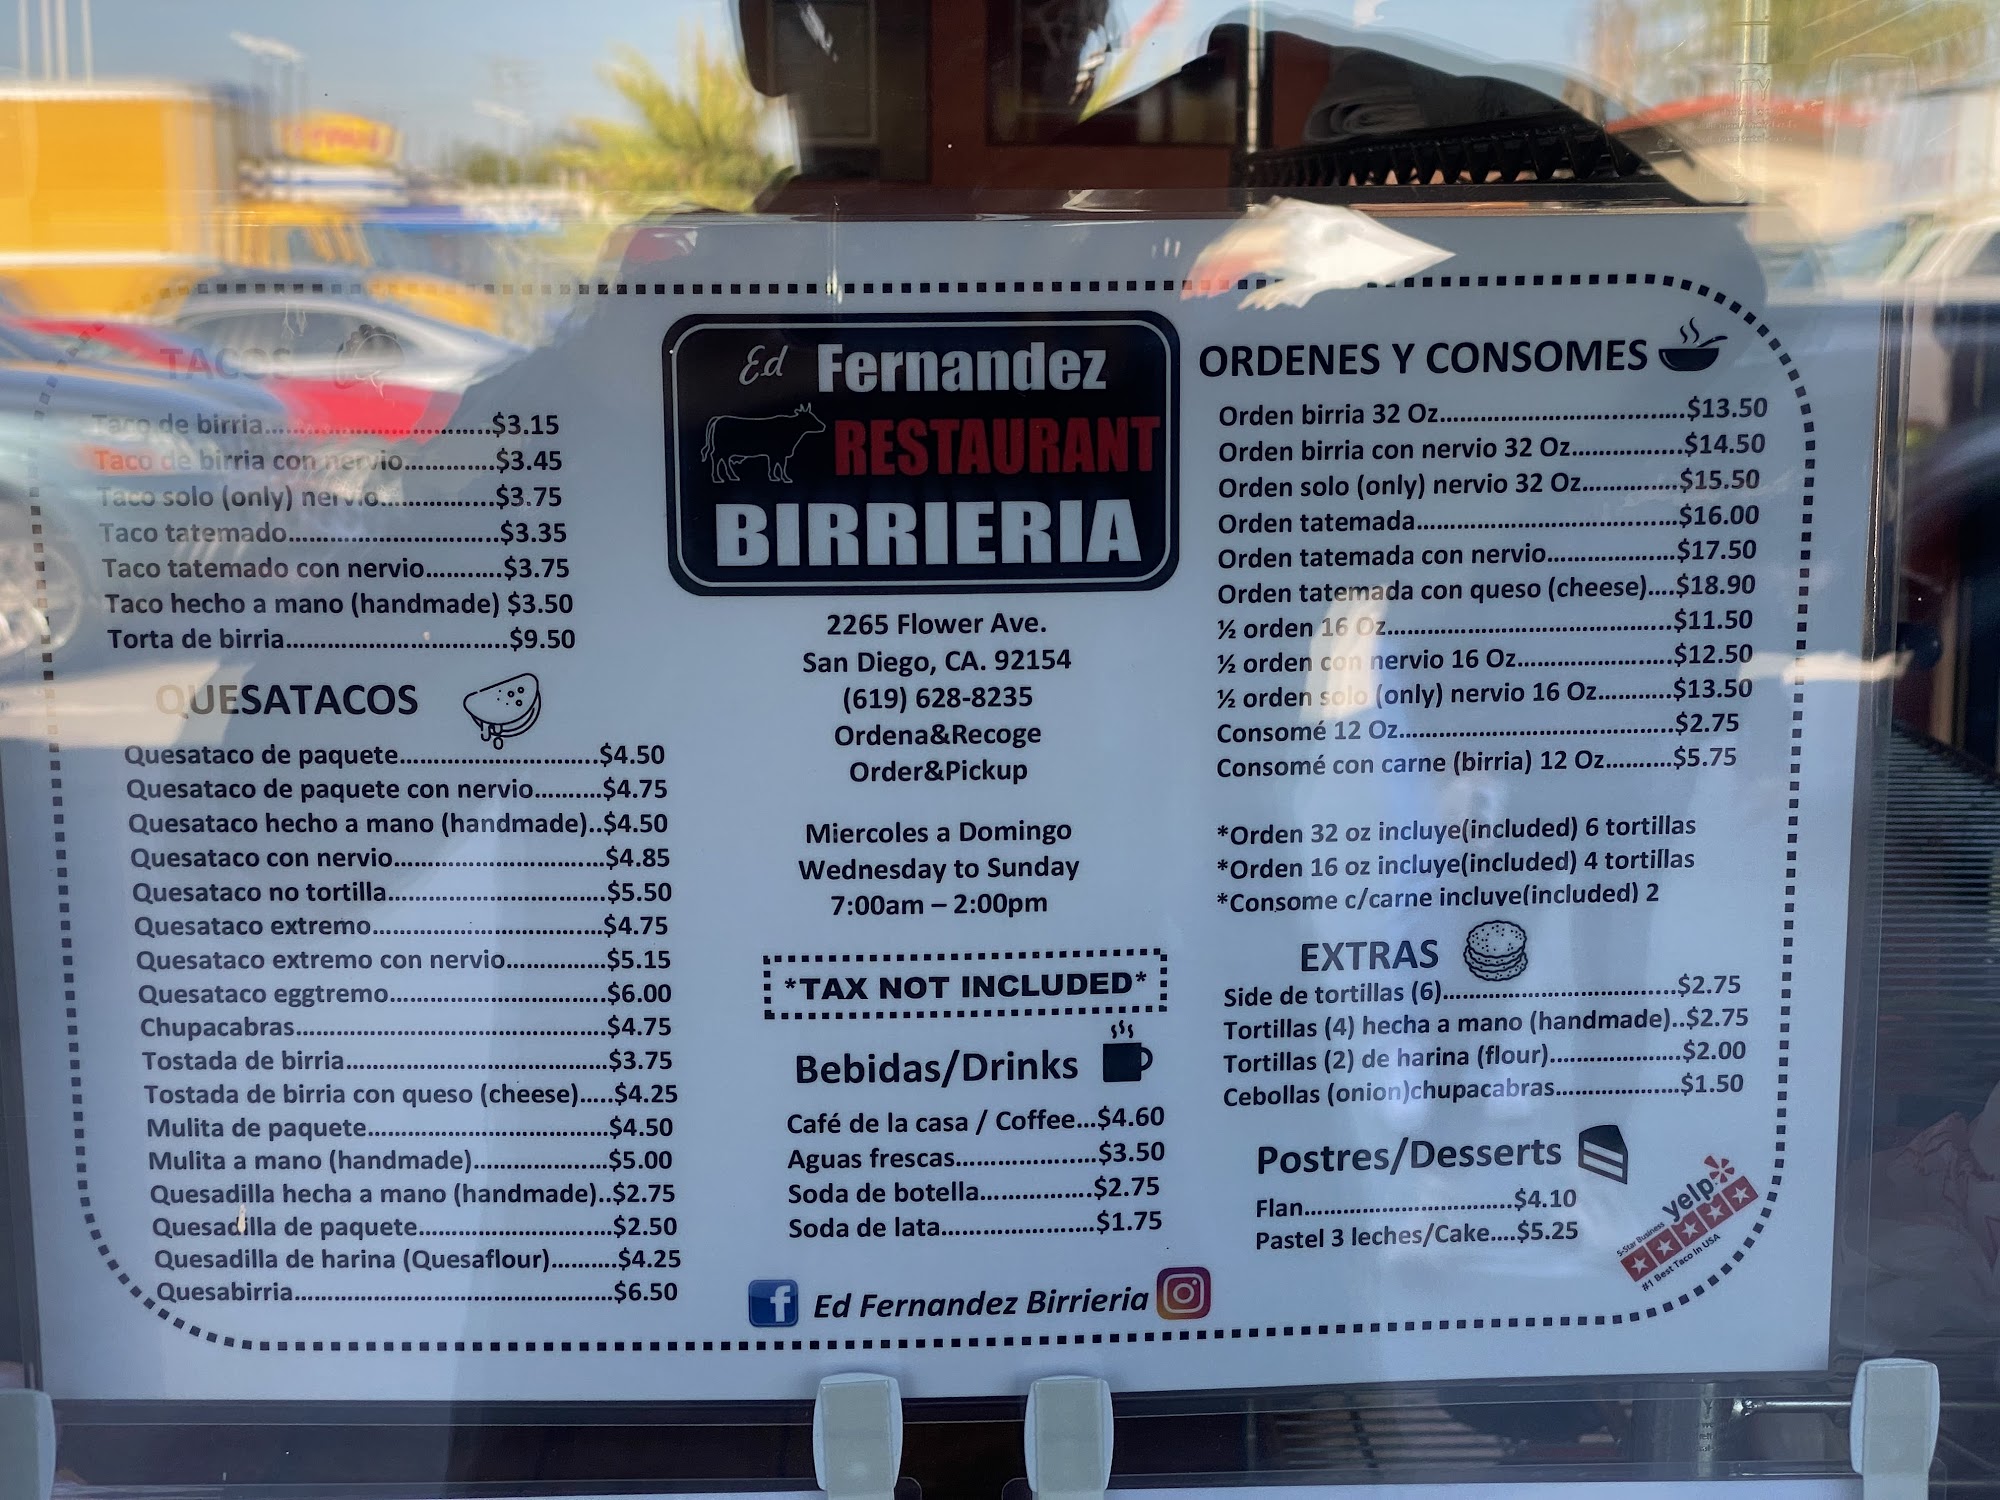 TACOS
Taco de birria..............................$3.15
Taco de birria con nervio.............$3.45
Taco solo (only) nervio................$3.75
Taco tatemado..............................$3.35
Taco tatemado con nervio...........$3.75
Taco hecho a mano (handmade) $3.50
Torta de birria..............................$9.50
QUESATACOS
Quesataco de paquete...........................$4.50
Quesataco de paquete con nervio.........$4.75
Quesataco hecho a mano (handmade)..$4.50
Quesataco con nervio............................$4.85
Quesataco no tortilla.............................$5.50
Quesataco extremo...............................$4.75
Quesataco extremo con nervio.............$5.15
Quesataco eggtremo.............................$6.00
Chupacabras..........................................$4.75
Tostada de birria...................................$3.75
Tostada de birria con queso (cheese).....$4.25
Mulita de paquete.................................$4.50
Mulita a mano (handmade)..................$5.00
Quesadilla hecha a mano (handmade)..$2.75
Quesadilla de paquete..........................$2.50
Quesadilla de harina (Quesaflour).........$4.25
Quesabirria...........................................$6.50
Ed Fernandez
RESTAURANT
BIRRIERIA
2265 Flower Ave.
San Diego, CA. 92154
(619) 628-8235
Ordena&Recoge
Order&Pickup
Miercoles a Domingo
Wednesday to Sunday
7:00am – 2:00pm
*TAX NOT INCLUDED*
Bebidas/Drinks
Café de la casa / Coffee...$4.60
Aguas frescas....................$3.50
Soda de botella................$2.75
Soda de lata......................$1.75
Ed Fernandez Birrieria
ORDENES Y CONSOMES
Orden birria 32 Oz..................................$13.50
Orden birria con nervio 32 Oz...............$14.50
Orden solo (only) nervio 32 Oz.............$15.50
Orden tatemada....................................$16.00
Orden tatemada con nervio..................$17.50
Orden tatemada con queso (cheese)....$18.90
½ orden 16 Oz.......................................$11.50
½ orden con nervio 16 Oz.....................$12.50
½ orden solo (only) nervio 16 Oz..........$13.50
Consomé 12 Oz......................................$2.75
Consomé con carne (birria) 12 Oz.........$5.75
*Orden 32 oz incluye(included) 6 tortillas
*Orden 16 oz incluye(included) 4 tortillas
*Consome c/carne incluye(included) 2
EXTRAS
Side de tortillas (6)................................$2.75
Tortillas (4) hecha a mano (handmade)..$2.75
Tortillas (2) de harina (flour)..................$2.00
Cebollas (onion)chupacabras.................$1.50
Postres/Desserts
Flan..............................$4.10
Pastel 3 leches/Cake....$5.25
5-Star Business yelp
#1 Best Taco In USA